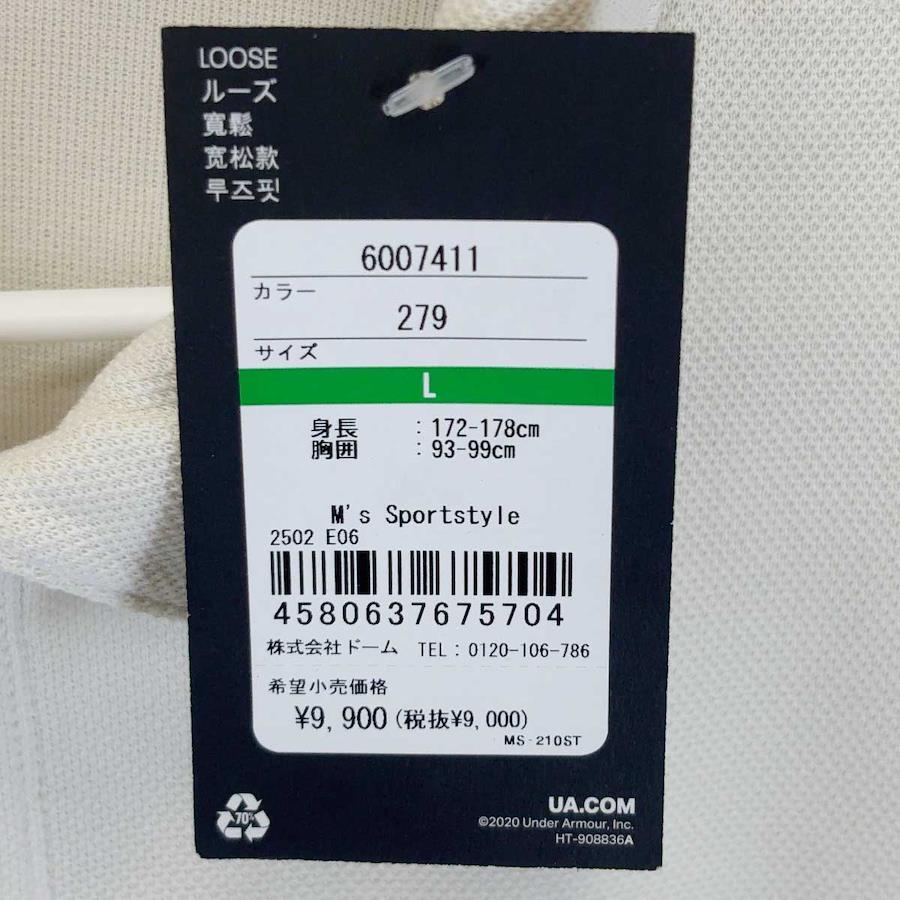 LOOSE
ルーズ
寬鬆
宽松款
루즈핏
6007411
カラー
279
サイズ
L
身長 : 172-178cm
胸囲 : 93-99cm
M's Sportstyle
2502 E06
4580637675704
株式会社ドーム TEL : 0120-106-786
希望小売価格
¥9,900 (税抜¥9,000)
MS-210ST
70%
UA.COM
©2020 Under Armour, Inc.
HT-908836A